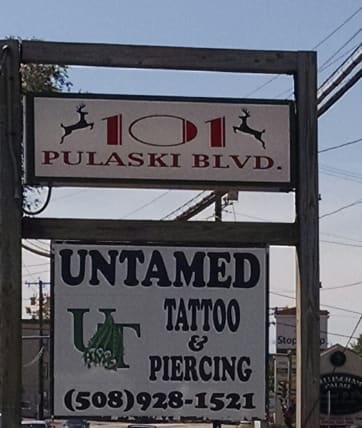 101
PULASKI BLVD.
UNTAMED
TATTOO
&
UT
PIERCING
(508)928-1521
Stop